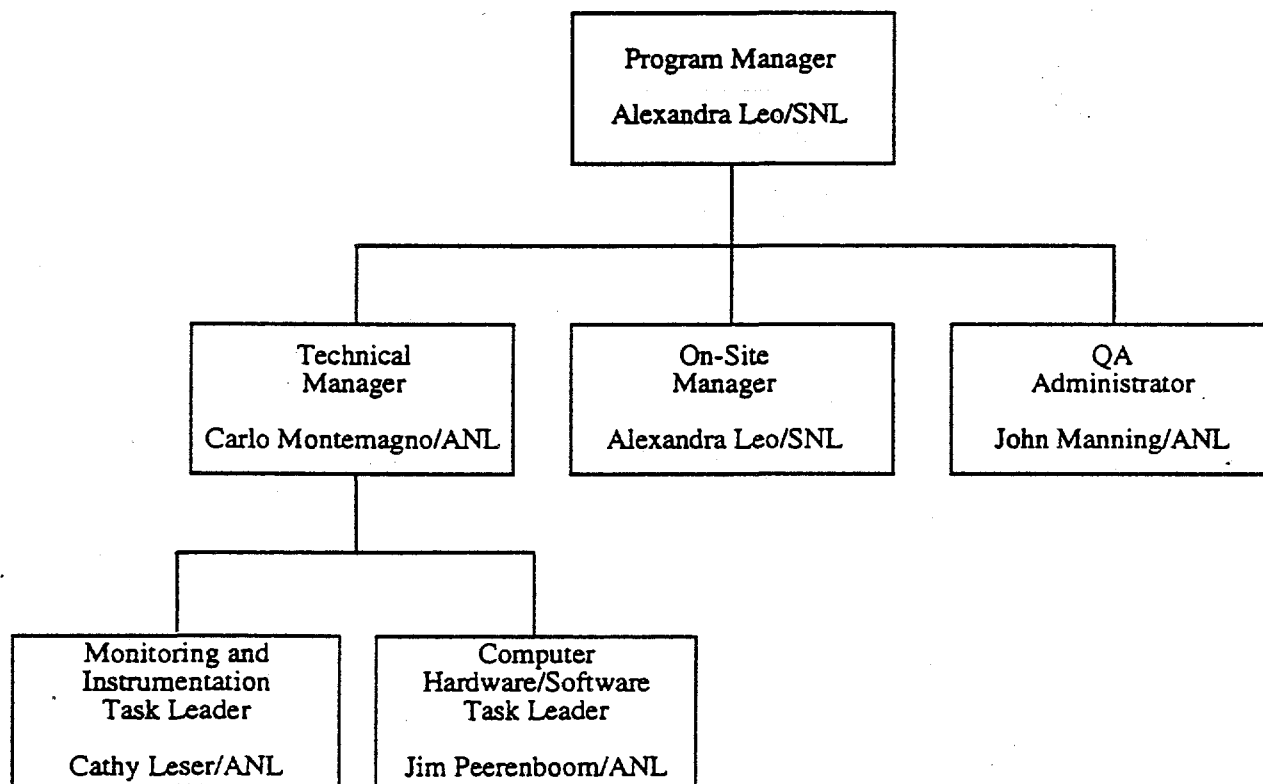 Program Manager
Alexandra Leo/SNL
Technical
Manager
Carlo Montemagno/ANL
On-Site
Manager
Alexandra Leo/SNL
QA
Administrator
John Manning/ANL
Monitoring and
Instrumentation
Task Leader
Cathy Leser/ANL
Computer
Hardware/Software
Task Leader
Jim Peerenboom/ANL